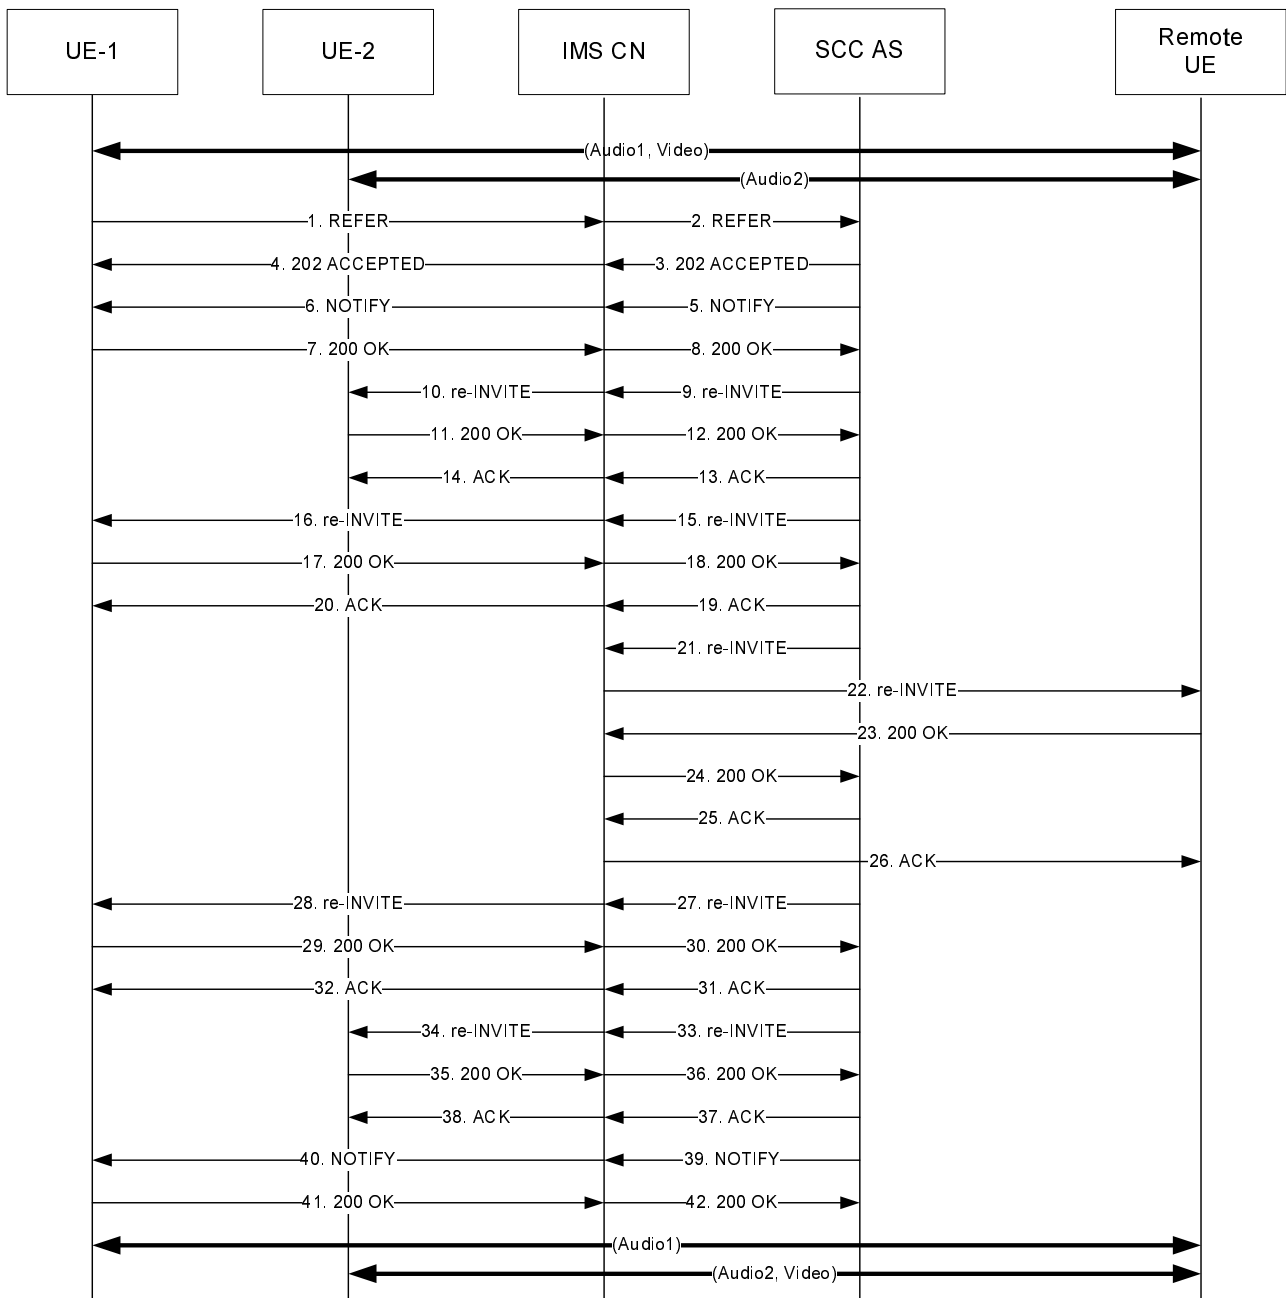 UE-1
UE-2
IMS CN
SCC AS
Remote
UE
(Audio1, Video)
(Audio2)
1. REFER
2. REFER
4. 202 ACCEPTED
3. 202 ACCEPTED
6. NOTIFY
5. NOTIFY
7. 200 OK
8. 200 OK
10. re-INVITE
9. re-INVITE
11. 200 OK
12. 200 OK
14. ACK
13. ACK
16. re-INVITE
15. re-INVITE
17. 200 OK
18. 200 OK
20. ACK
19. ACK
21. re-INVITE
22. re-INVITE
23. 200 OK
24. 200 OK
25. ACK
26. ACK
28. re-INVITE
27. re-INVITE
29. 200 OK
30. 200 OK
32. ACK
31. ACK
34. re-INVITE
33. re-INVITE
35. 200 OK
36. 200 OK
38. ACK
37. ACK
40. NOTIFY
39. NOTIFY
41. 200 OK
42. 200 OK
(Audio1)
(Audio2, Video)